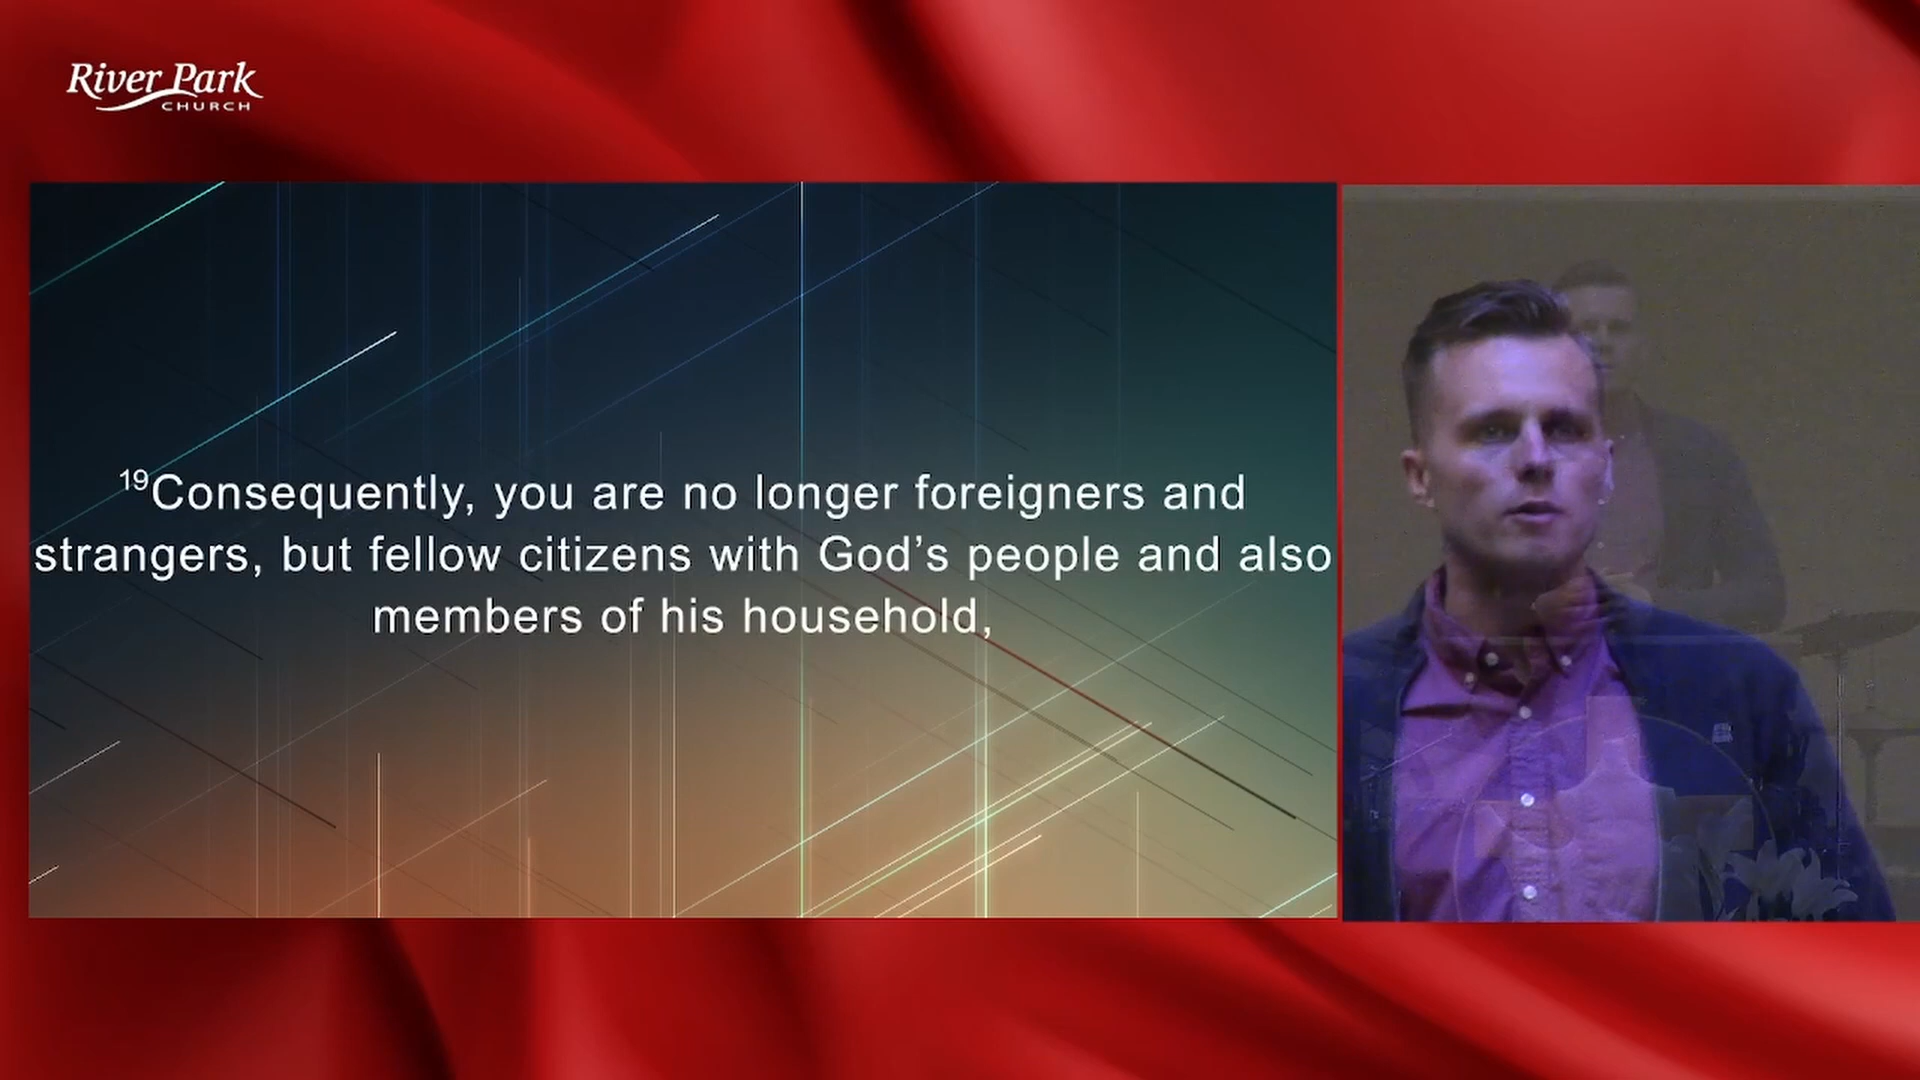 River Park
CHURCH
¹⁹Consequently, you are no longer foreigners and
strangers, but fellow citizens with God’s people and also
members of his household,